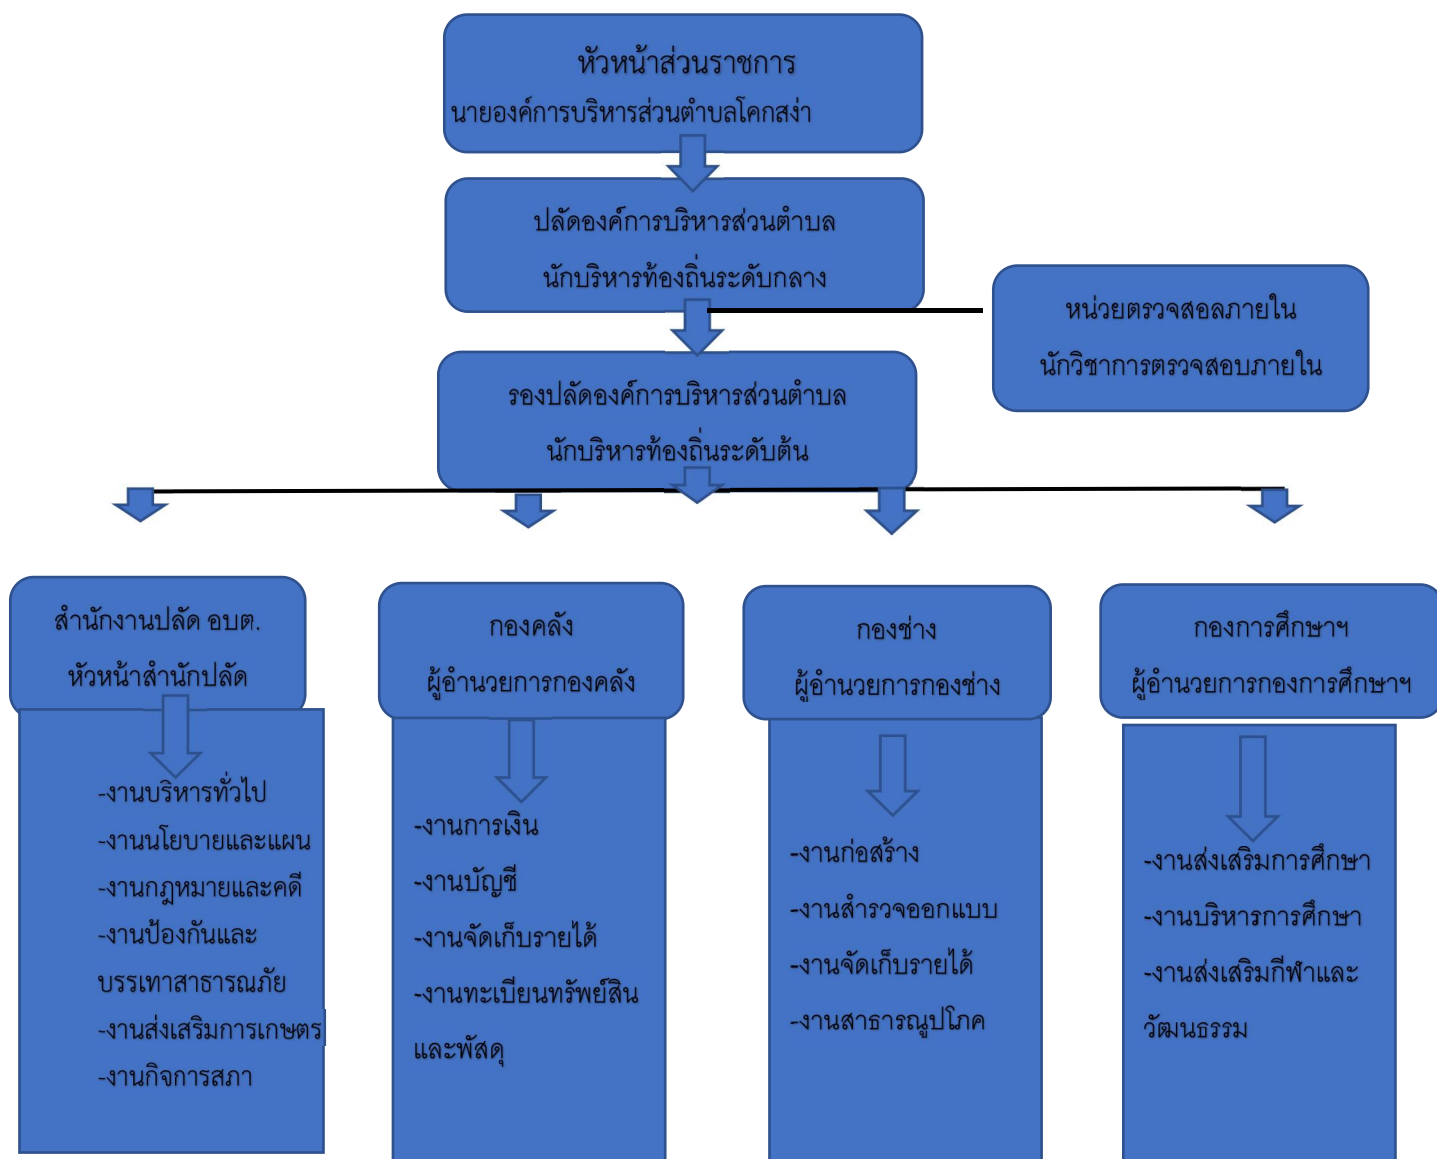 หัวหน้าส่วนราชการ
นายองค์การบริหารส่วนตำบลโคกสง่า
ปลัดองค์การบริหารส่วนตำบล
นักบริหารท้องถิ่นระดับกลาง
หน่วยตรวจสอลภายใน
นักวิชาการตรวจสอบภายใน
รองปลัดองค์การบริหารส่วนตำบล
นักบริหารท้องถิ่นระดับต้น
สำนักงานปลัด อบต.
หัวหน้าสำนักปลัด
-งานบริหารทั่วไป
-งานนโยบายและแผน
-งานกฎหมายและคดี
-งานป้องกันและ
บรรเทาสาธารณภัย
-งานส่งเสริมการเกษตร
-งานกิจการสภา
กองคลัง
ผู้อำนวยการกองคลัง
-งานการเงิน
-งานบัญชี
-งานจัดเก็บรายได้
-งานทะเบียนทรัพย์สิน
และพัสดุ
กองช่าง
ผู้อำนวยการกองช่าง
-งานก่อสร้าง
-งานสำรวจออกแบบ
-งานจัดเก็บรายได้
-งานสาธารณูปโภค
กองการศึกษาฯ
ผู้อำนวยการกองการศึกษาฯ
-งานส่งเสริมการศึกษา
-งานบริหารการศึกษา
-งานส่งเสริมกีฬาและ
วัฒนธรรม